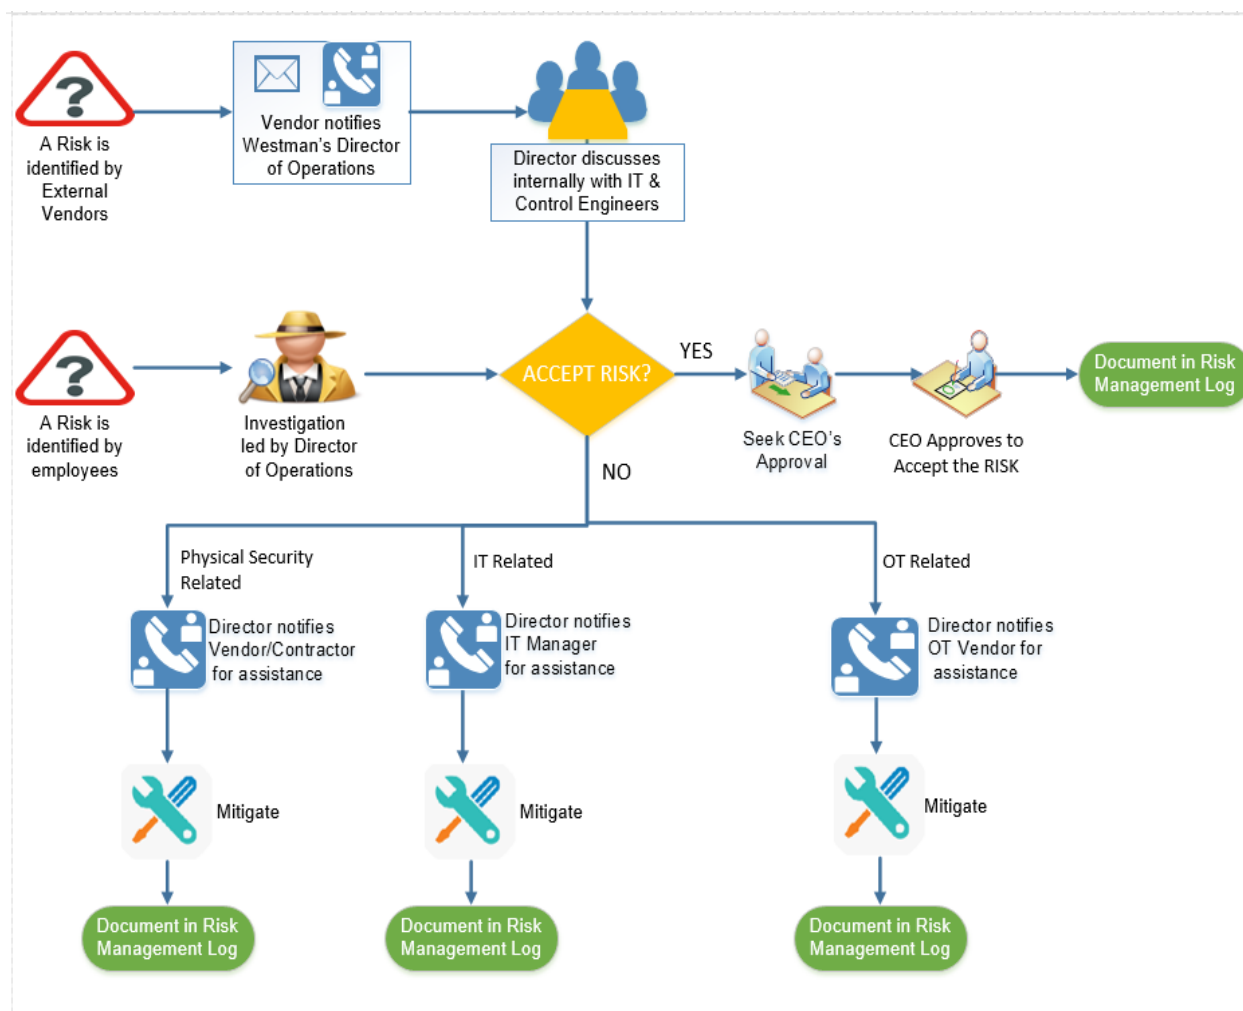 A Risk is
identified by
External
Vendors
Vendor notifies
Westman's Director
of Operations
Director discusses
internally with IT &
Control Engineers
A Risk is
identified by
employees
Investigation
led by Director
of Operations
ACCEPT RISK?
YES
Seek CEO's
Approval
CEO Approves to
Accept the RISK
Document in Risk
Management Log
NO
Physical Security
Related
IT Related
OT Related
Director notifies
Vendor/Contractor
for assistance
Director notifies
IT Manager
for assistance
Director notifies
OT Vendor for
assistance
Mitigate
Mitigate
Mitigate
Document in Risk
Management Log
Document in Risk
Management Log
Document in Risk
Management Log